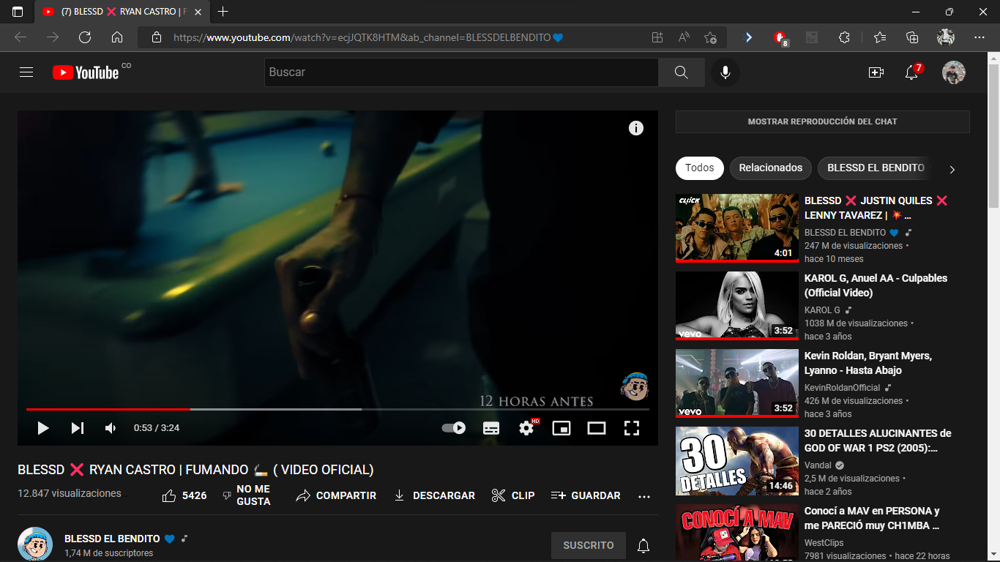 (7) BLESSD ❌ RYAN CASTRO | F
https://www.youtube.com/watch?v=ecjJQTK8HTM&ab_channel=BLESSDELBENDITO💙
8
YouTube CO
Buscar
7
12 HORAS ANTES
0:53 / 3:24
HD
BLESSD ❌ RYAN CASTRO | FUMANDO 🚬 ( VIDEO OFICIAL)
12.847 visualizaciones
5426
NO ME
GUSTA
COMPARTIR
DESCARGAR
CLIP
GUARDAR
BLESSD EL BENDITO 💙
1,74 M de suscriptores
SUSCRITO
MOSTRAR REPRODUCCIÓN DEL CHAT
Todos
Relacionados
BLESSD EL BENDITO
CLICK
4:01
BLESSD ❌ JUSTIN QUILES ❌
LENNY TAVAREZ | 💥 ...
BLESSD EL BENDITO 💙
247 M de visualizaciones •
hace 10 meses
vevo
3:52
KAROL G, Anuel AA - Culpables
(Official Video)
KAROL G
1038 M de visualizaciones •
hace 3 años
vevo
3:52
Kevin Roldan, Bryant Myers,
Lyanno - Hasta Abajo
KevinRoldanOfficial
426 M de visualizaciones •
hace 3 años
30
DETALLES
14:46
30 DETALLES ALUCINANTES de
GOD OF WAR 1 PS2 (2005):...
Vandal
2,5 M de visualizaciones •
hace 2 años
CONOCÍ A MAV
Conocí a MAV en PERSONA y
me PARECIÓ muy CH1MBA ...
WestClips
7981 visualizaciones • hace 22 horas